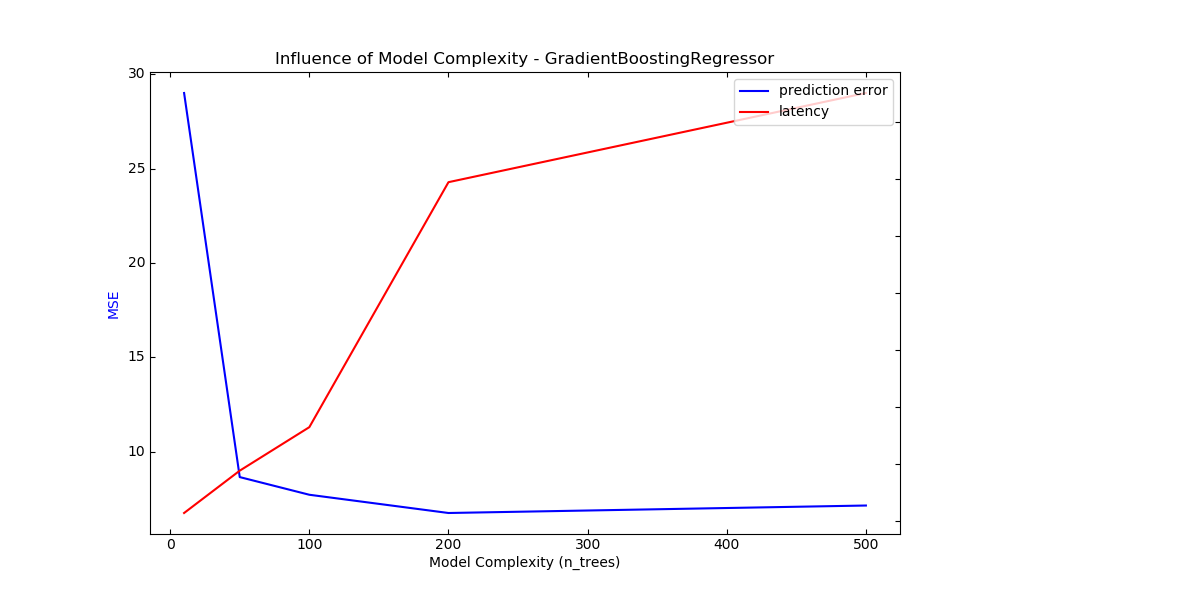 Influence of Model Complexity - GradientBoostingRegressor
30
25
20
15
10
MSE
prediction error
latency
0 100 200 300 400 500
Model Complexity (n_trees)